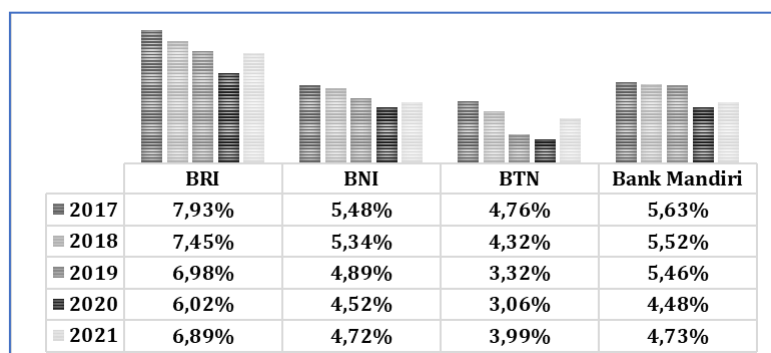 BRI BNI BTN Bank Mandiri
2017 7,93% 5,48% 4,76% 5,63%
2018 7,45% 5,34% 4,32% 5,52%
2019 6,98% 4,89% 3,32% 5,46%
2020 6,02% 4,52% 3,06% 4,48%
2021 6,89% 4,72% 3,99% 4,73%